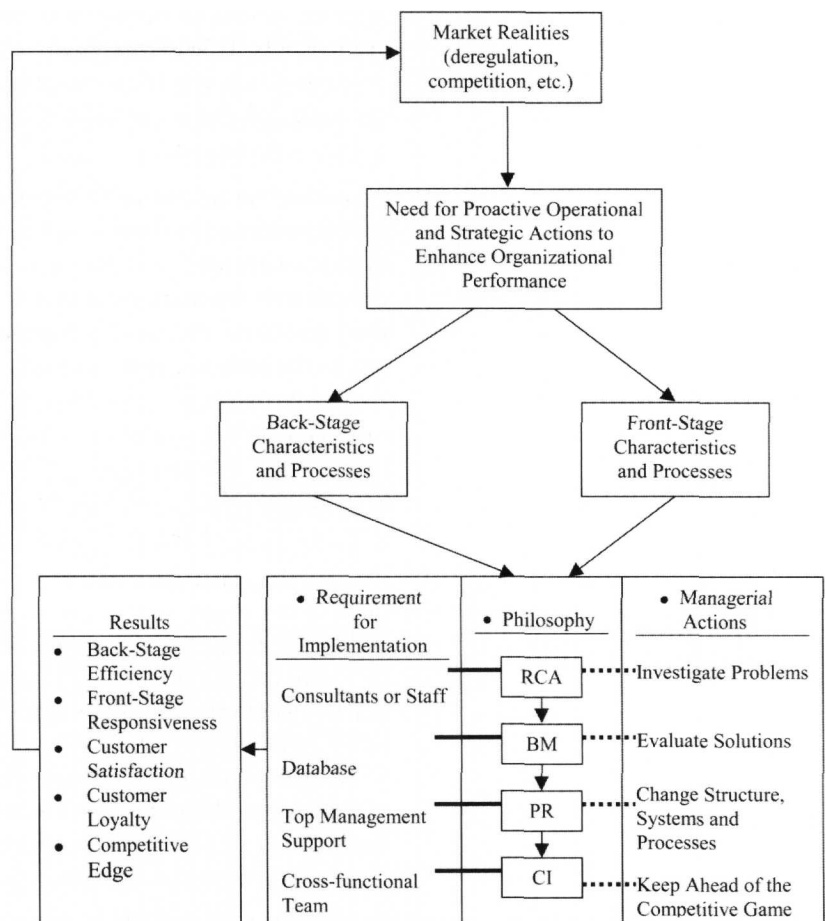 Market Realities
(deregulation,
competition, etc.)
Need for Proactive Operational
and Strategic Actions to
Enhance Organizational
Performance
Back-Stage
Characteristics
and Processes
Front-Stage
Characteristics
and Processes
Results
• Back-Stage
Efficiency
• Front-Stage
Responsiveness
• Customer
Satisfaction
• Customer
Loyalty
• Competitive
Edge
• Requirement
for
Implementation
Consultants or Staff
Database
Top Management
Support
Cross-functional
Team
• Philosophy
RCA
BM
PR
CI
• Managerial
Actions
Investigate Problems
Evaluate Solutions
Change Structure,
Systems and
Processes
Keep Ahead of the
Competitive Game